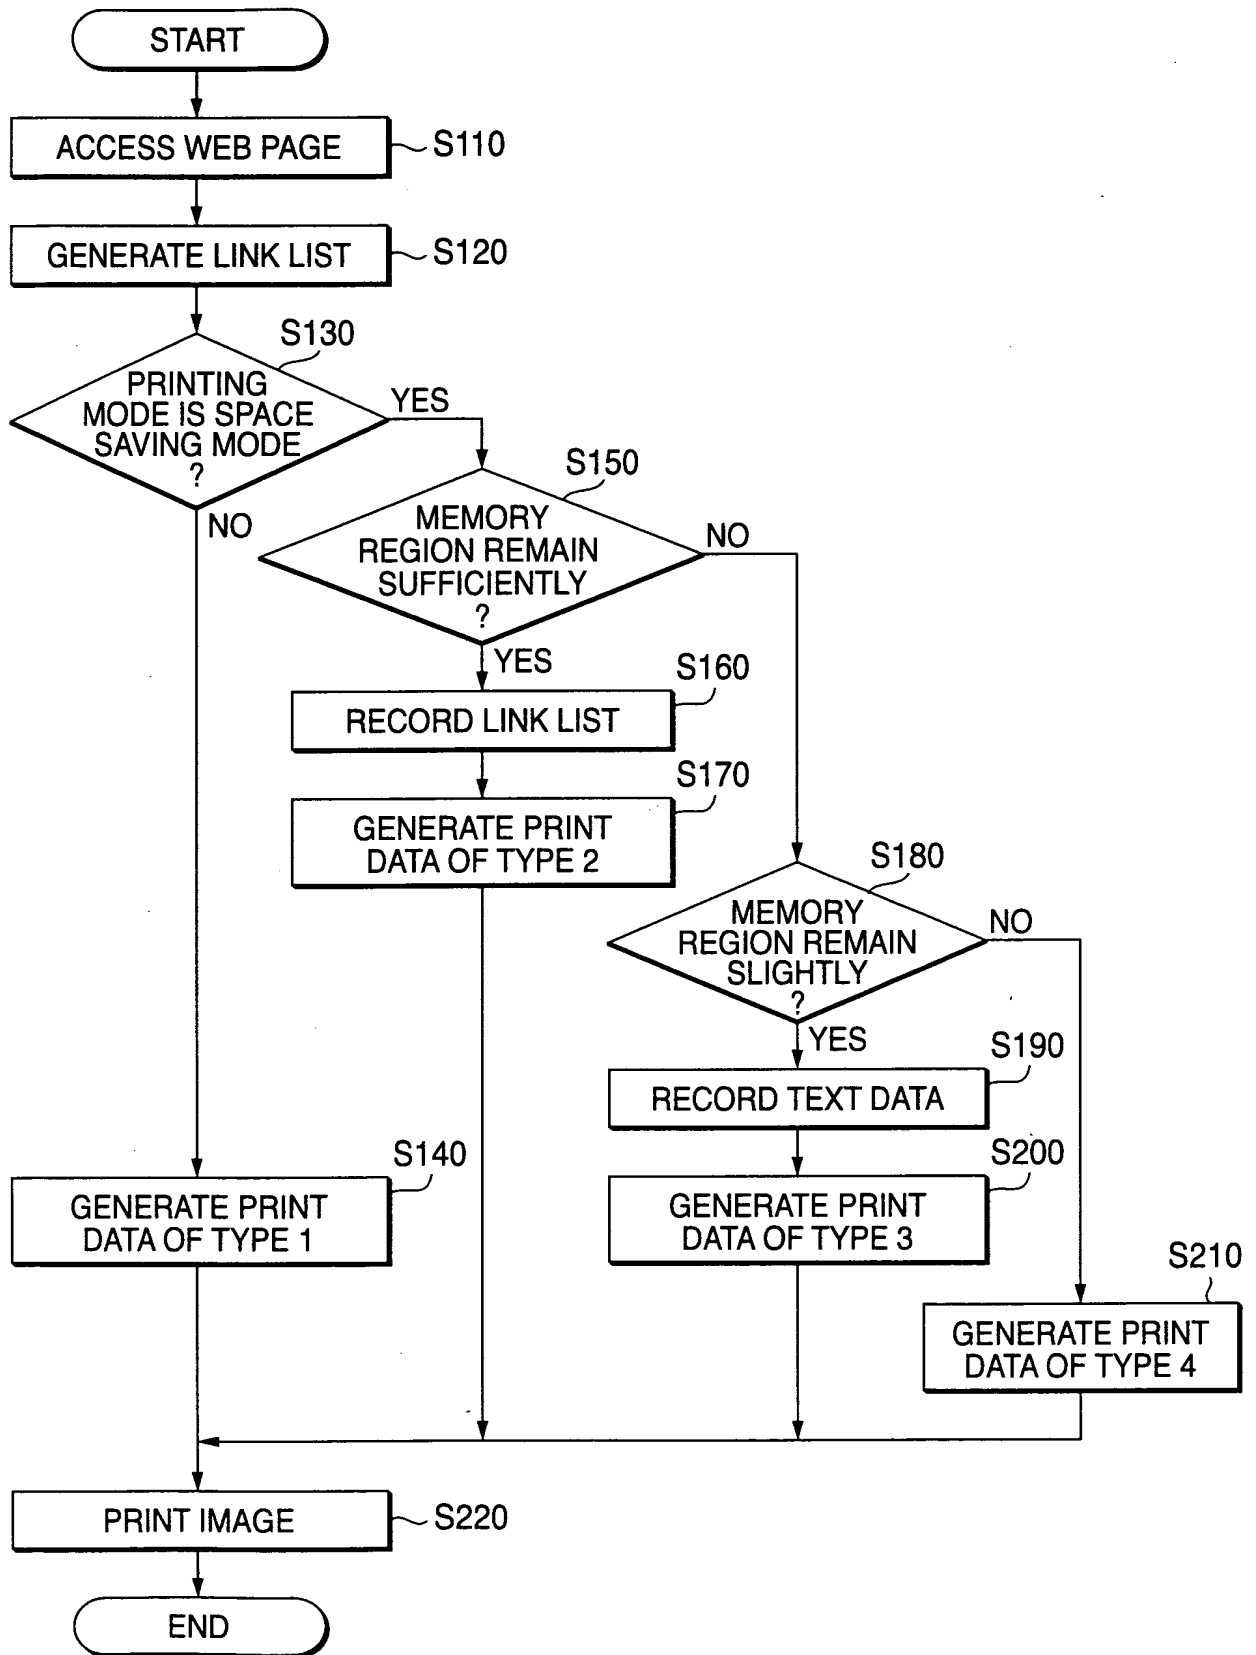 START
ACCESS WEB PAGE
S110
GENERATE LINK LIST
S120
S130
PRINTING
MODE IS SPACE
SAVING MODE
?
YES
NO
S150
MEMORY
REGION REMAIN
SUFFICIENTLY
?
NO
YES
S160
RECORD LINK LIST
S170
GENERATE PRINT
DATA OF TYPE 2
S180
MEMORY
REGION REMAIN
SLIGHTLY
?
NO
YES
S190
RECORD TEXT DATA
S200
GENERATE PRINT
DATA OF TYPE 3
S140
GENERATE PRINT
DATA OF TYPE 1
S210
GENERATE PRINT
DATA OF TYPE 4
PRINT IMAGE
S220
END